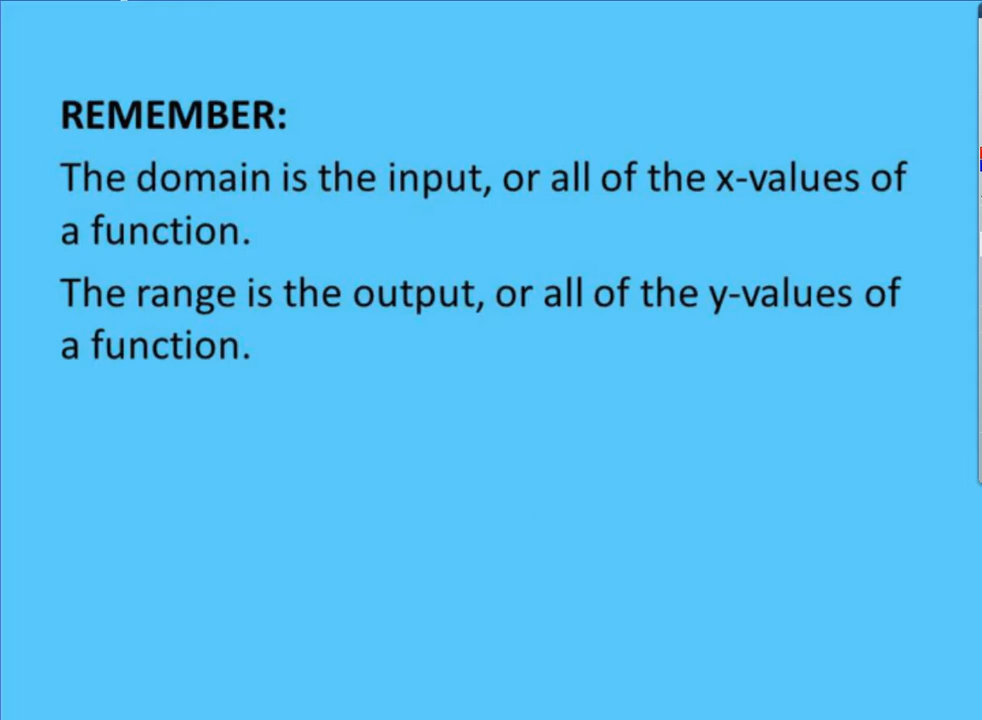 REMEMBER:
The domain is the input, or all of the x-values of
a function.
The range is the output, or all of the y-values of
a function.